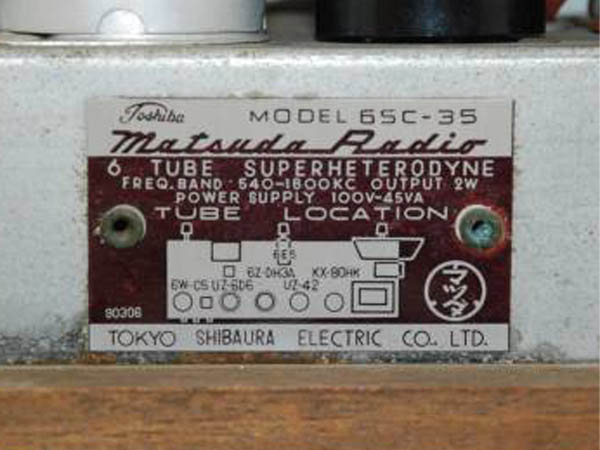 Toshiba MODEL 6SC-35
Matsuda Radio
6 TUBE SUPERHETERODYNE
FREQ. BAND 540-1600KC OUTPUT 2W
POWER SUPPLY 100V-45VA
TUBE LOCATION
6E5
6Z-DH3A KX-80HK
6W-C5 UZ-6D6 UZ-42
マツダ
90306
TOKYO SHIBAURA ELECTRIC CO., LTD.